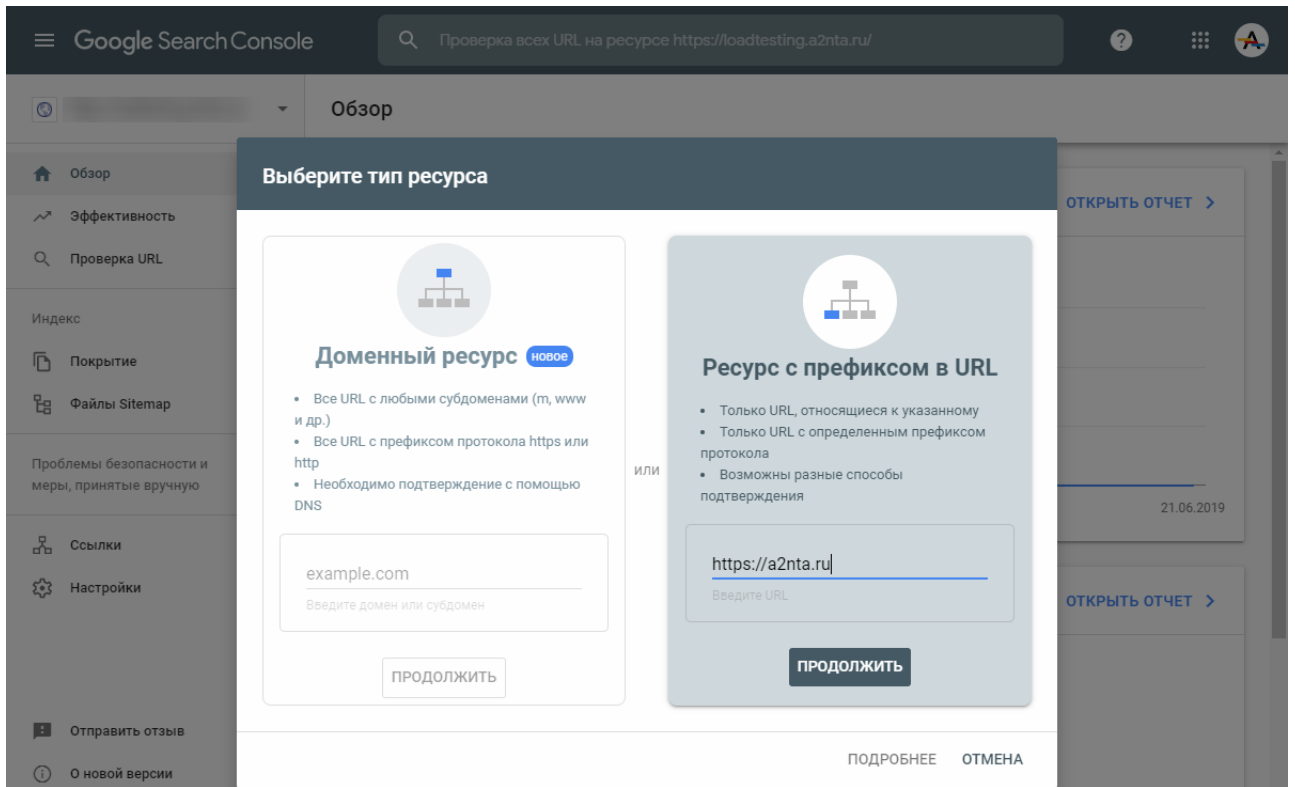 Google Search Console
Проверка всех URL на ресурсе https://loadtesting.a2nta.ru/
Обзор
Обзор
Эффективность
Проверка URL
Индекс
Покрытие
Файлы Sitemap
Проблемы безопасности и
меры, принятые вручную
Ссылки
Настройки
Отправить отзыв
О новой версии
Выберите тип ресурса
Доменный ресурс новое
• Все URL с любыми субдоменами (m, www
и др.)
• Все URL с префиксом протокола https или
http
• Необходимо подтверждение с помощью
DNS
example.com
Введите домен или субдомен
ПРОДОЛЖИТЬ
или
Ресурс с префиксом в URL
• Только URL, относящиеся к указанному
• Только URL с определенным префиксом
протокола
• Возможны разные способы
подтверждения
https://a2nta.ru
Введите URL
ПРОДОЛЖИТЬ
ПОДРОБНЕЕ ОТМЕНА
ОТКРЫТЬ ОТЧЕТ
21.06.2019
ОТКРЫТЬ ОТЧЕТ